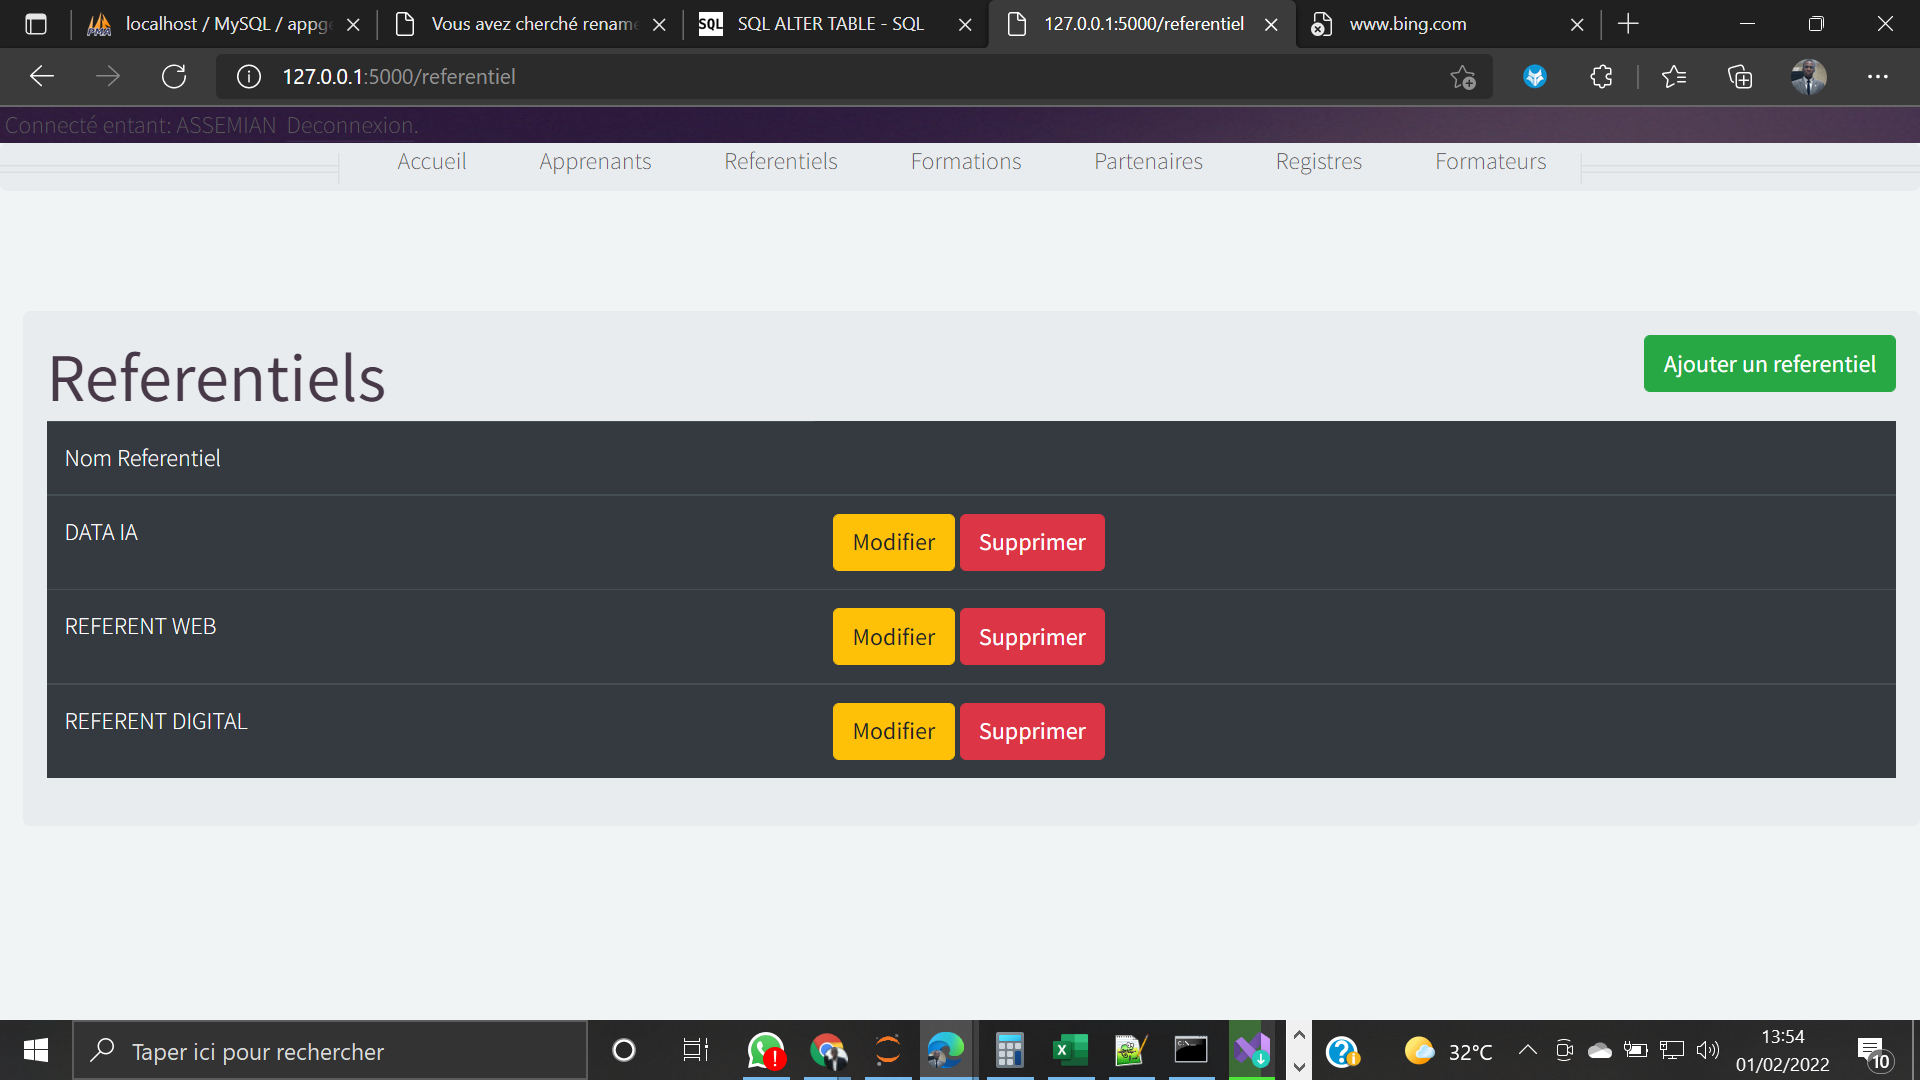 localhost / MySQL / appg
Vous avez cherché rename
SQL
SQL ALTER TABLE - SQL
127.0.0.1:5000/referentiel
www.bing.com
127.0.0.1:5000/referentiel
Connecté entant: ASSEMIAN Deconnexion.
Accueil
Apprenants
Referentiels
Formations
Partenaires
Registres
Formateurs
Referentiels
Ajouter un referentiel
Nom Referentiel
DATA IA
Modifier
Supprimer
REFERENT WEB
Modifier
Supprimer
REFERENT DIGITAL
Modifier
Supprimer
Taper ici pour rechercher
32°C
13:54
01/02/2022
10